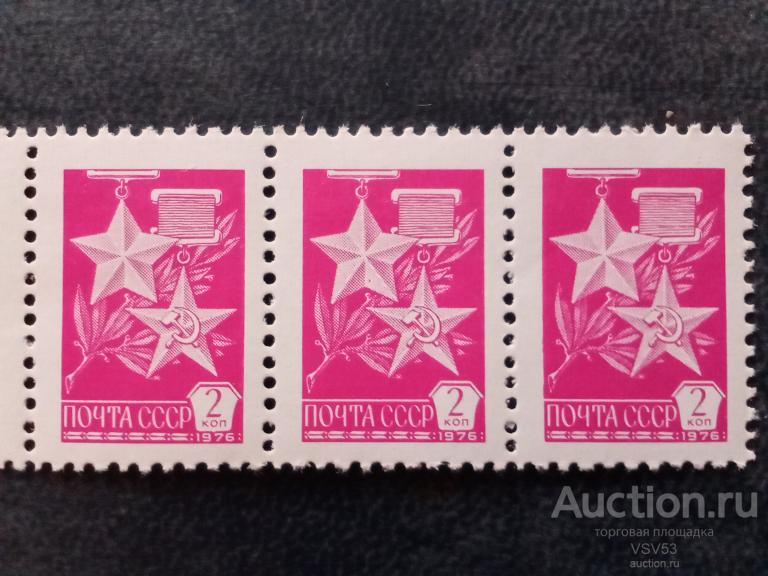 ПОЧТА СССР 2 КОП 1976
ПОЧТА СССР 2 КОП 1976
ПОЧТА СССР 2 КОП 1976
Auction.ru
торговая площадка
VSV53
auction.ru